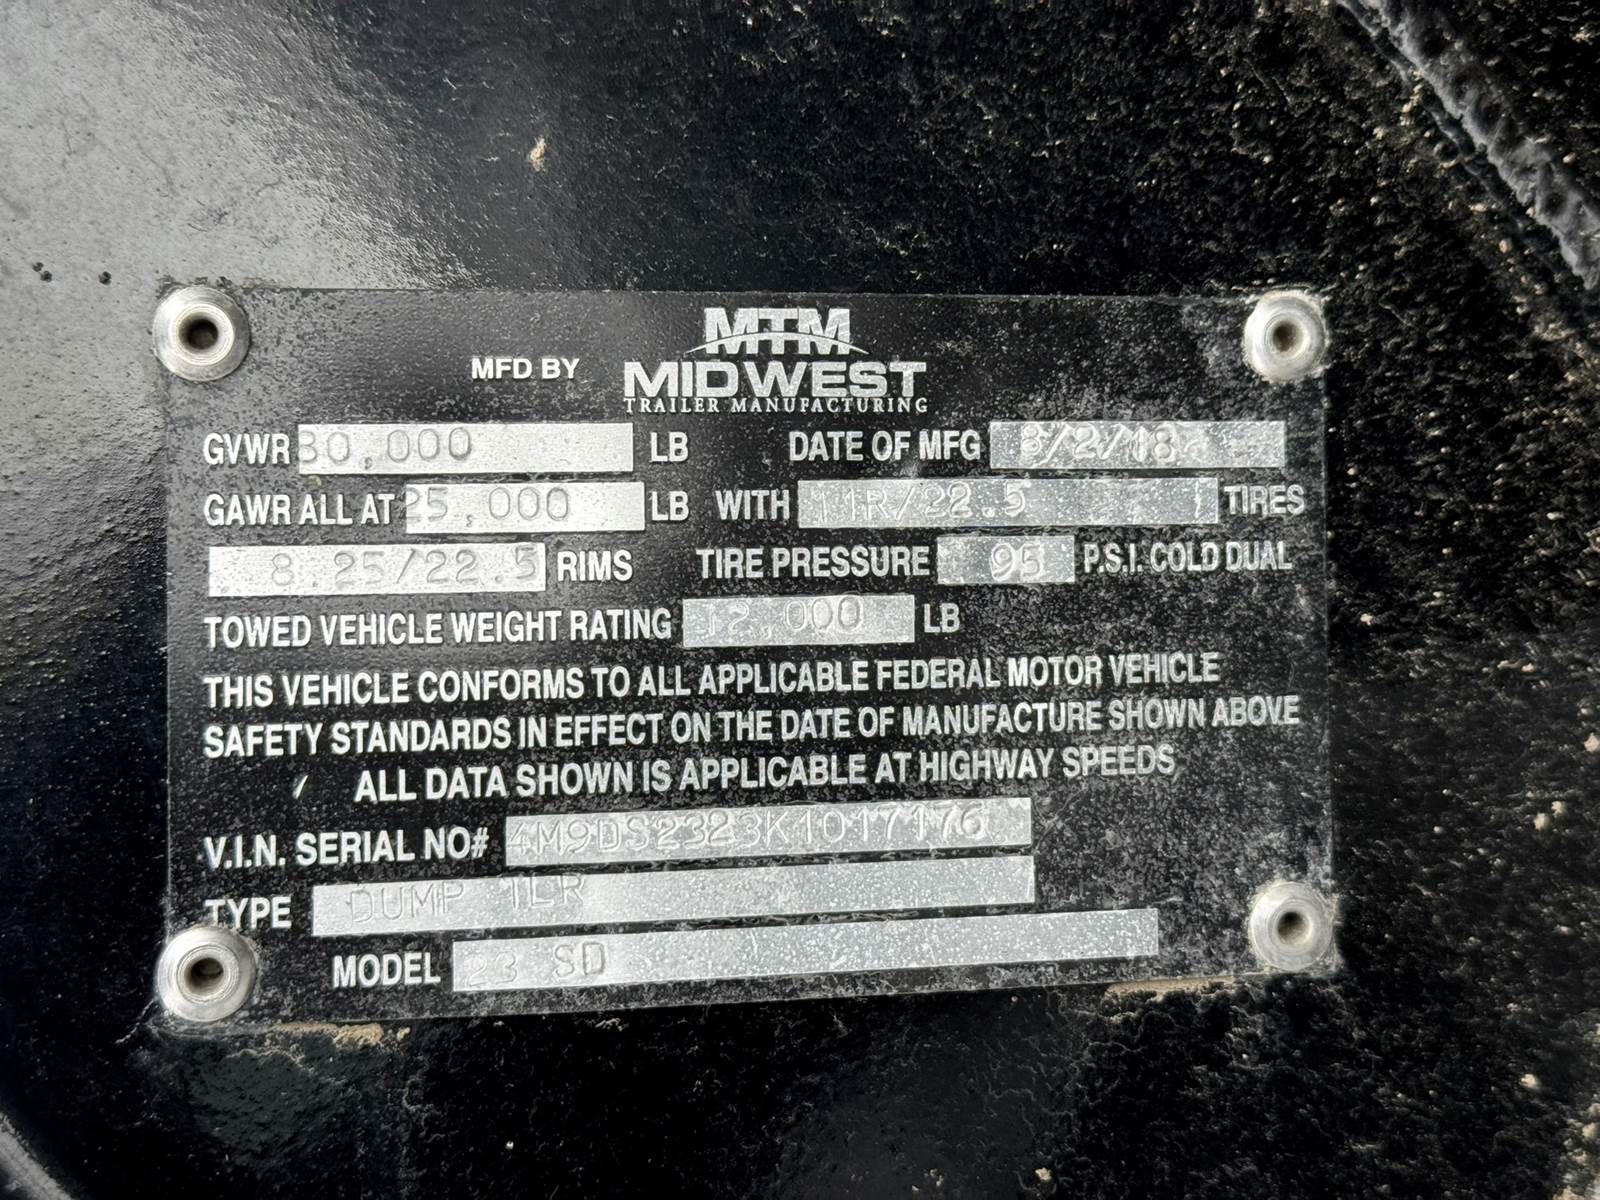 MTM
MFD BY MIDWEST
TRAILER MANUFACTURING
GVWR 80,000 LB DATE OF MFG 8/2/18
GAWR ALL AT 25,000 LB WITH 11R/22.5 TIRES
8.25/22.5 RIMS TIRE PRESSURE 95 P.S.I. COLD DUAL
TOWED VEHICLE WEIGHT RATING 12,000 LB
THIS VEHICLE CONFORMS TO ALL APPLICABLE FEDERAL MOTOR VEHICLE
SAFETY STANDARDS IN EFFECT ON THE DATE OF MANUFACTURE SHOWN ABOVE
ALL DATA SHOWN IS APPLICABLE AT HIGHWAY SPEEDS
V.I.N. SERIAL NO# 4M9DS2323K1017176
TYPE DUMP TLR
MODEL 23 SD